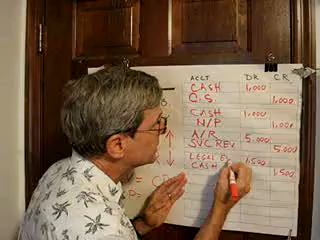 ACCT DR CR
CASH 1,000
O.S. 1,000
CASH 1,000
N/P 1,000
A/R 5,000
SVC REV 5,000
LEGAL EX 1,500
CASH 1,500